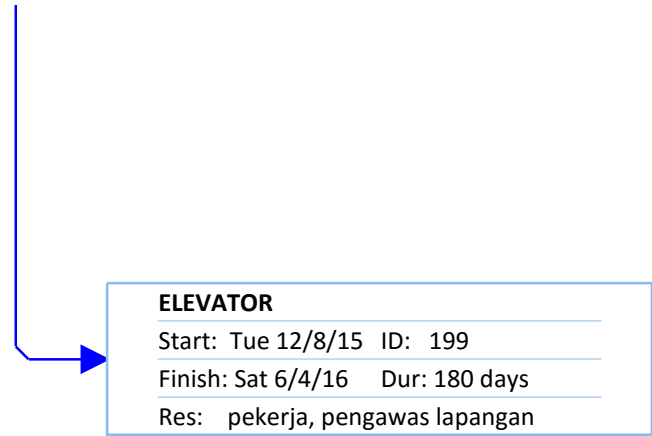 ELEVATOR
Start: Tue 12/8/15 ID: 199
Finish: Sat 6/4/16 Dur: 180 days
Res: pekerja, pengawas lapangan